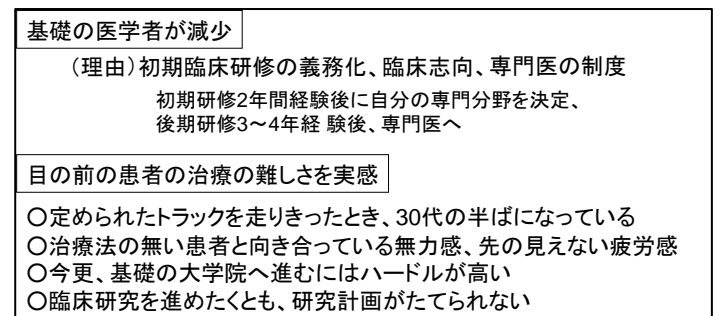 基礎の医学者が減少
（理由）初期臨床研修の義務化、臨床志向、専門医の制度
初期研修2年間経験後に自分の専門分野を決定、
後期研修3～4年経 験後、専門医へ
目の前の患者の治療の難しさを実感
〇定められたトラックを走りきったとき、30代の半ばになっている
〇治療法の無い患者と向き合っている無力感、先の見えない疲労感
〇今更、基礎の大学院へ進むにはハードルが高い
〇臨床研究を進めたくとも、研究計画がたてられない